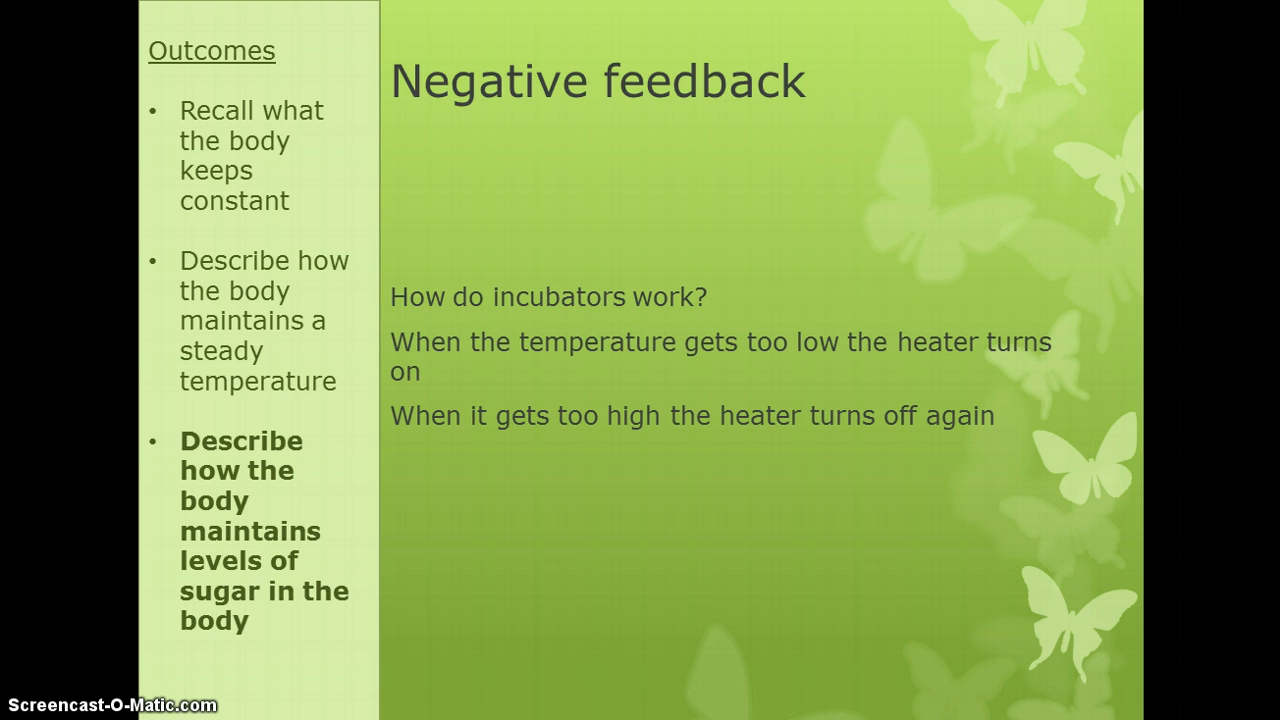 Outcomes
• Recall what
the body
keeps
constant
• Describe how
the body
maintains a
steady
temperature
• Describe
how the
body
maintains
levels of
sugar in the
body
Negative feedback
How do incubators work?
When the temperature gets too low the heater turns
on
When it gets too high the heater turns off again
Screencast-O-Matic.com